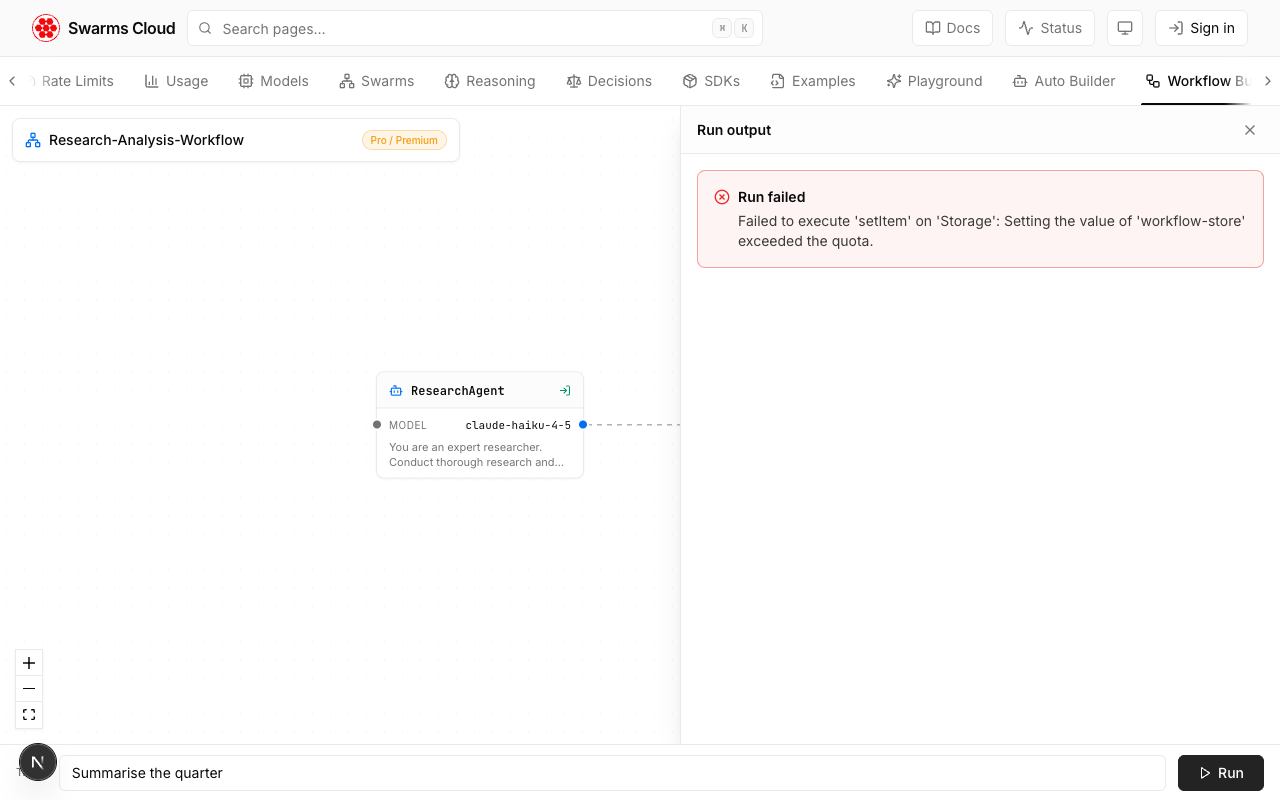 Swarms Cloud
Search pages...
⌘ K
Docs
Status
Sign in
Rate Limits
Usage
Models
Swarms
Reasoning
Decisions
SDKs
Examples
Playground
Auto Builder
Workflow Bu
Research-Analysis-Workflow
Pro / Premium
Run output
Run failed
Failed to execute 'setItem' on 'Storage': Setting the value of 'workflow-store'
exceeded the quota.
ResearchAgent
MODEL claude-haiku-4-5
You are an expert researcher.
Conduct thorough research and...
N
Summarise the quarter
Run